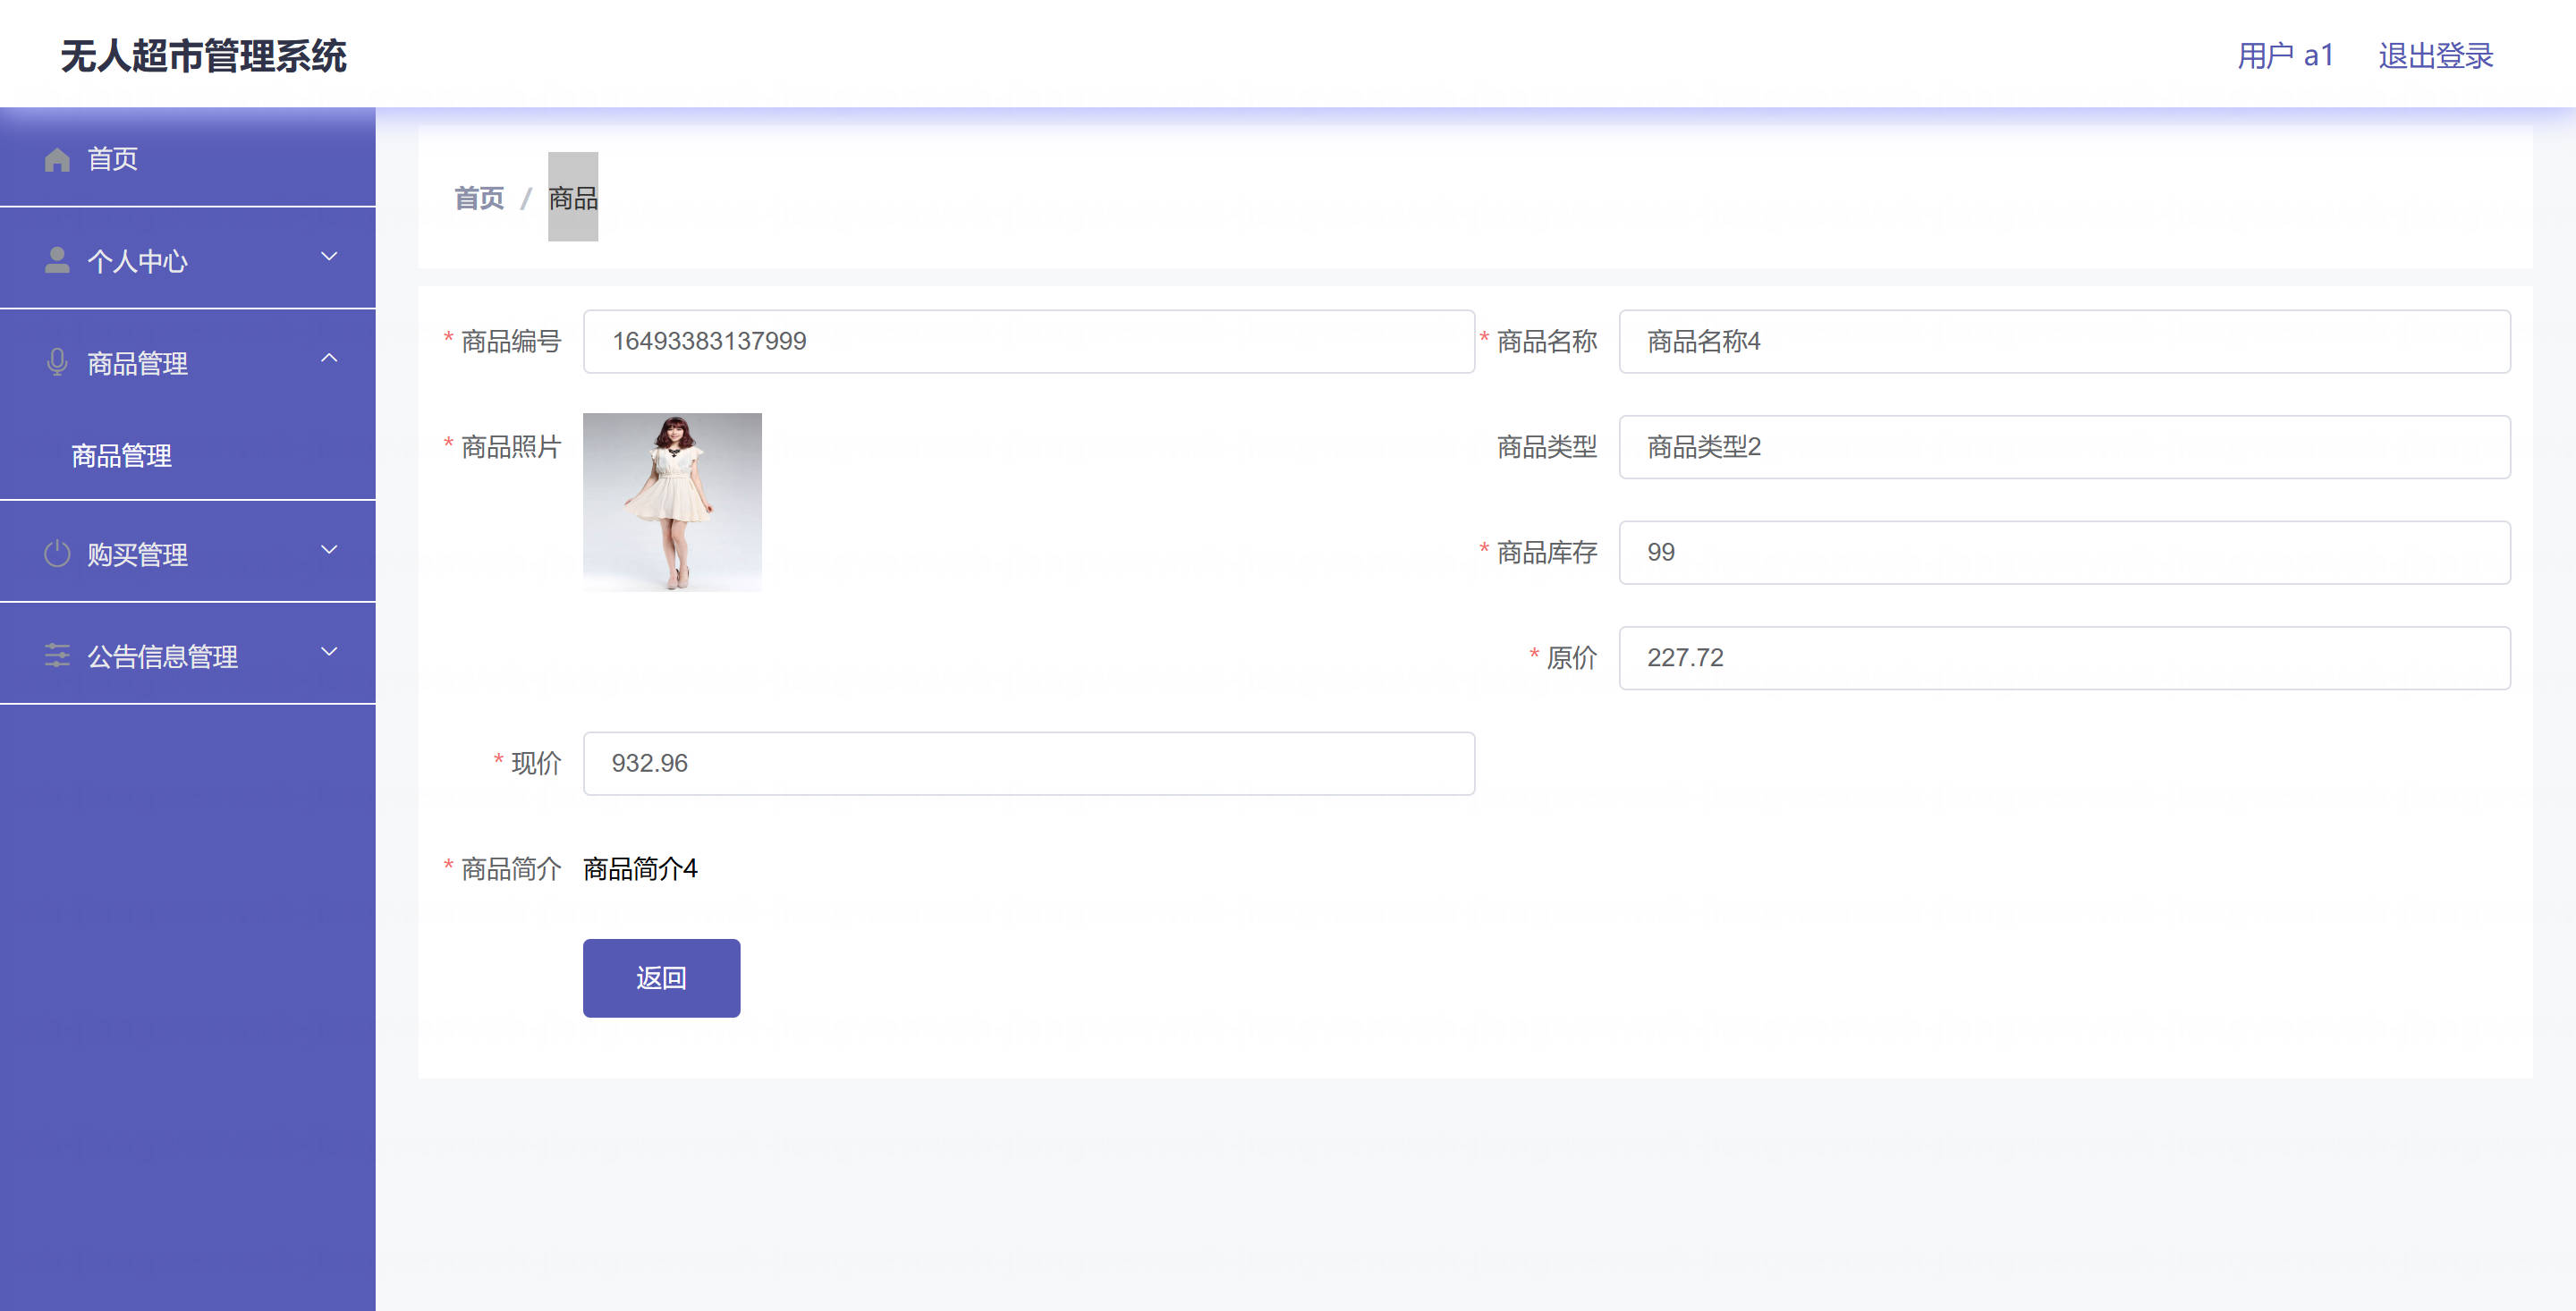 无人超市管理系统
用户 a1
退出登录
首页
个人中心
商品管理
商品管理
购买管理
公告信息管理
首页 / 商品
* 商品编号 16493383137999
* 商品名称 商品名称4
* 商品照片
商品类型 商品类型2
* 商品库存 99
* 原价 227.72
* 现价 932.96
* 商品简介 商品简介4
返回